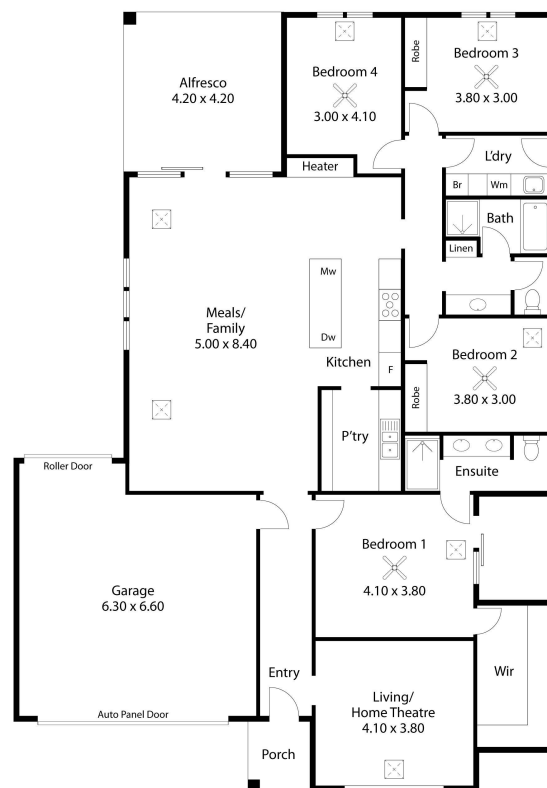 Alfresco
4.20 x 4.20
Bedroom 4
3.00 x 4.10
Robe
Bedroom 3
3.80 x 3.00
Heater
L'dry
Br
Wm
Bath
Linen
Mw
Meals/
Family
5.00 x 8.40
Dw
Kitchen
F
Bedroom 2
3.80 x 3.00
Robe
P'try
Ensuite
Roller Door
Bedroom 1
4.10 x 3.80
Garage
6.30 x 6.60
Entry
Wir
Living/
Home Theatre
4.10 x 3.80
Auto Panel Door
Porch